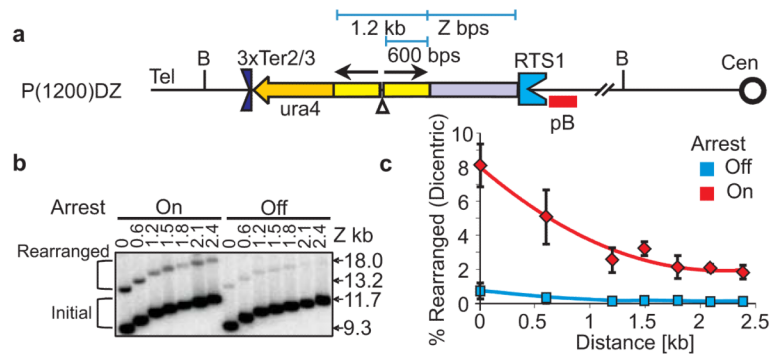 a
1.2 kb Z bps
600 bps
P(1200)DZ
Tel B 3xTer2/3 RTS1 B Cen
ura4 Δ pB
b
Arrest On Off
0 0.6 1.2 1.5 1.8 2.1 2.4 0 0.6 1.2 1.5 1.8 2.1 2.4 Z kb
Rearranged
18.0
13.2
Initial
11.7
9.3
c
% Rearranged (Dicentric)
10
8
6
4
2
0
0 0.5 1.0 1.5 2.0 2.5
Distance [kb]
Arrest
Off
On